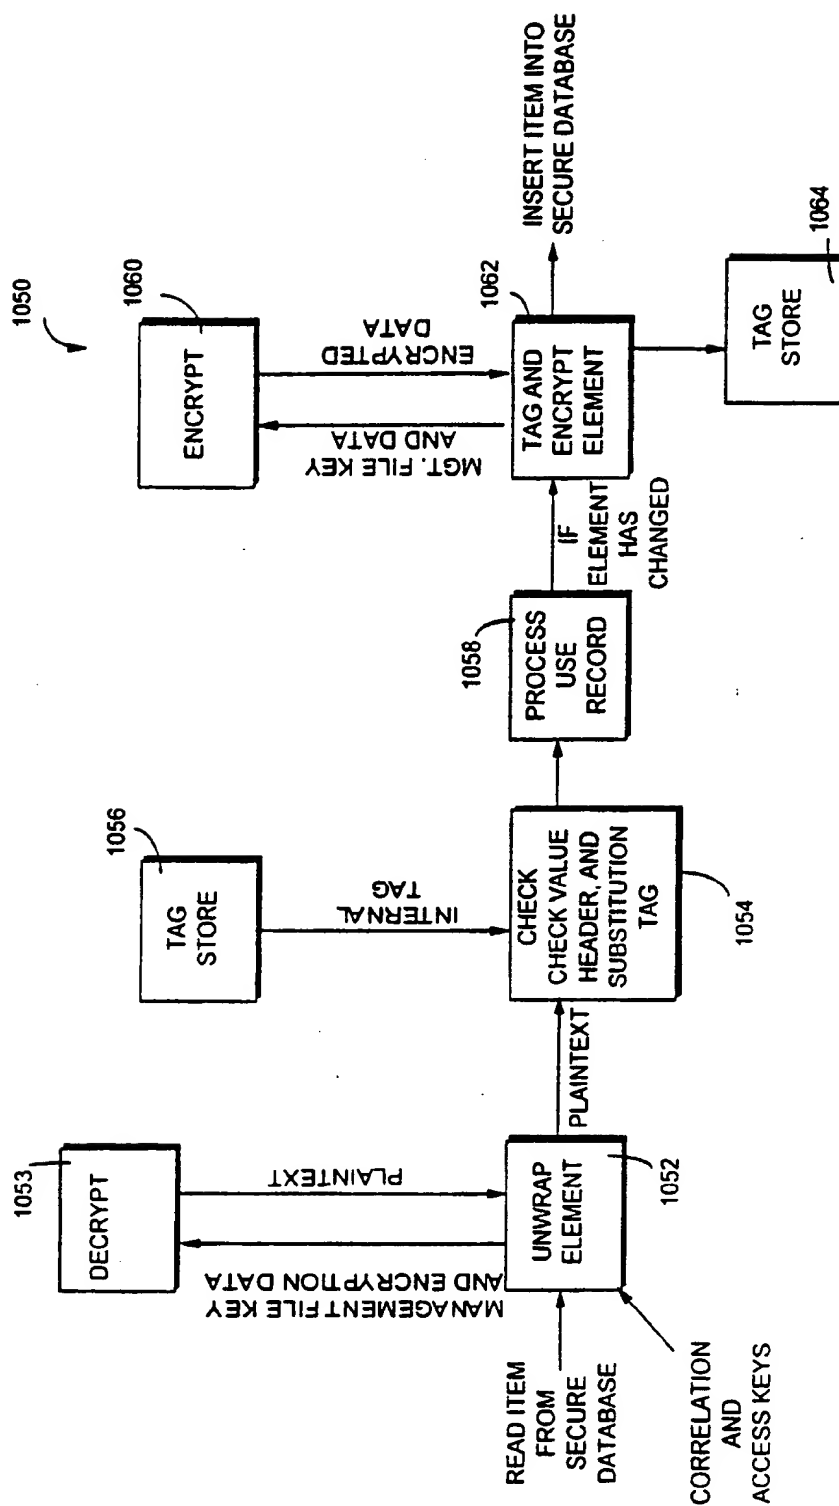 1050
1053
DECRYPT
MANAGEMENT FILE KEY
AND ENCRYPTION DATA
PLAINTEXT
READ ITEM
FROM
SECURE
DATABASE
UNWRAP
ELEMENT
1052
CORRELATION
AND
ACCESS KEYS
PLAINTEXT
1056
TAG
STORE
INTERNAL
TAG
CHECK
CHECK VALUE
HEADER, AND
SUBSTITUTION
TAG
1054
1058
PROCESS
USE
RECORD
IF
ELEMENT
HAS
CHANGED
1060
ENCRYPT
MGT. FILE KEY
AND DATA
ENCRYPTED
DATA
1062
TAG AND
ENCRYPT
ELEMENT
INSERT ITEM INTO
SECURE DATABASE
TAG
STORE
1064